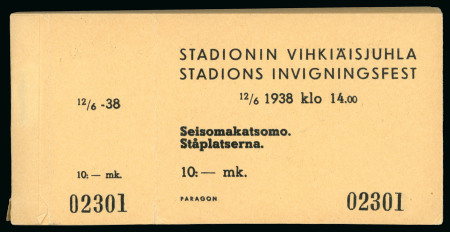 STADIONIN VIHKIÄISJUHLA
STADIONS INVIGNINGSFEST
12/6 -38
12/6 1938 klo 14.00
Seisomakatsomo.
Ståplatserna.
10:— mk.
10:— mk.
02301
PARAGON
02301